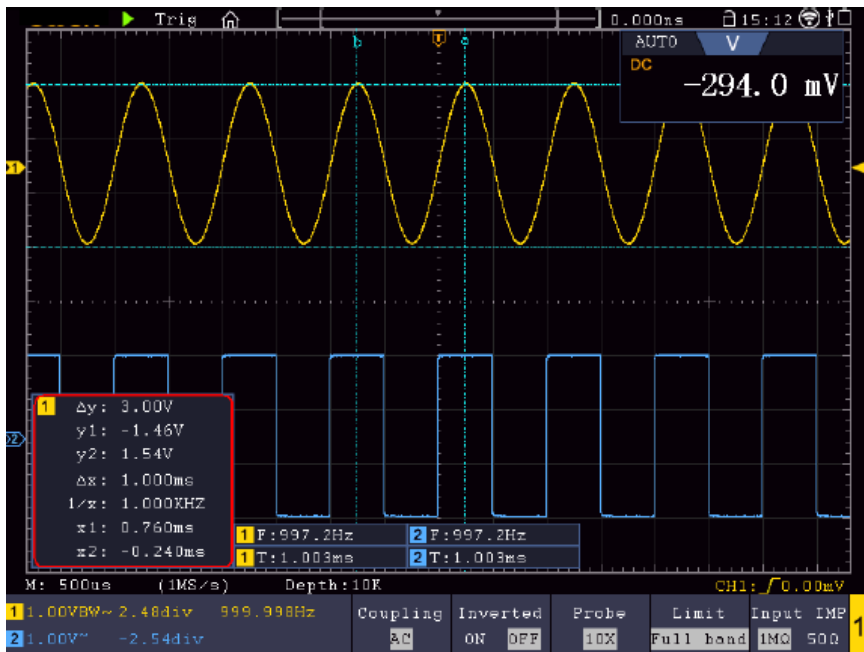 Trig 0.000ns 15:12
b T a
AUTO V
DC
-294.0 mV
1
2
1 Δy: 3.00V
y1: -1.46V
y2: 1.54V
Δx: 1.000ms
1/x: 1.000KHZ
x1: 0.760ms
x2: -0.240ms
1 F:997.2Hz 2 F:997.2Hz
1 T:1.003ms 2 T:1.003ms
M: 500us (1MS/s) Depth:10K CH1: 0.00mV
1 1.00VBW~ 2.48div 999.998Hz
2 1.00V~ -2.54div
Coupling Inverted Probe Limit Input IMP
AC ON OFF 10X Full band 1MΩ 50Ω
1